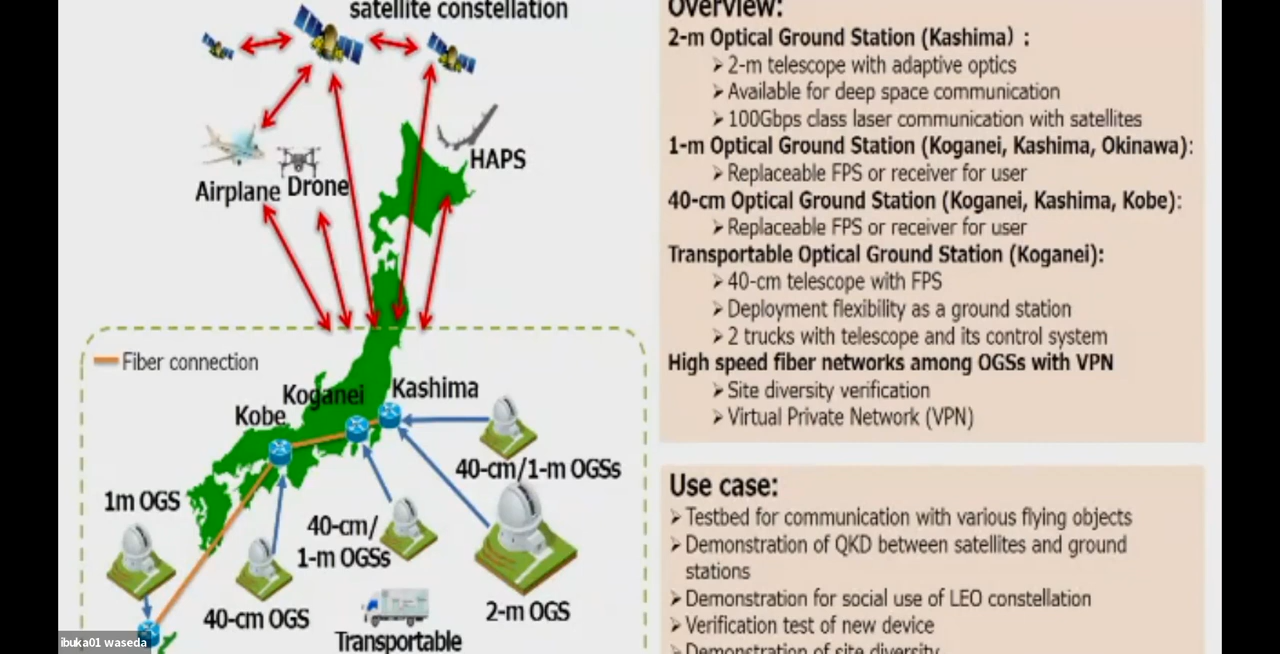 satellite constellation
HAPS
Airplane
Drone
Fiber connection
Koganei
Kashima
Kobe
40-cm/1-m OGSs
1m OGS
40-cm/
1-m OGSs
2-m OGS
40-cm OGS
Transportable
ibuka01 waseda
Overview:
2-m Optical Ground Station (Kashima) :
➢ 2-m telescope with adaptive optics
➢ Available for deep space communication
➢ 100Gbps class laser communication with satellites
1-m Optical Ground Station (Koganei, Kashima, Okinawa):
➢ Replaceable FPS or receiver for user
40-cm Optical Ground Station (Koganei, Kashima, Kobe):
➢ Replaceable FPS or receiver for user
Transportable Optical Ground Station (Koganei):
➢ 40-cm telescope with FPS
➢ Deployment flexibility as a ground station
➢ 2 trucks with telescope and its control system
High speed fiber networks among OGSs with VPN
➢ Site diversity verification
➢ Virtual Private Network (VPN)
Use case:
➢ Testbed for communication with various flying objects
➢ Demonstration of QKD between satellites and ground
stations
➢ Demonstration for social use of LEO constellation
➢ Verification test of new device
➢ Demonstration of site diversity